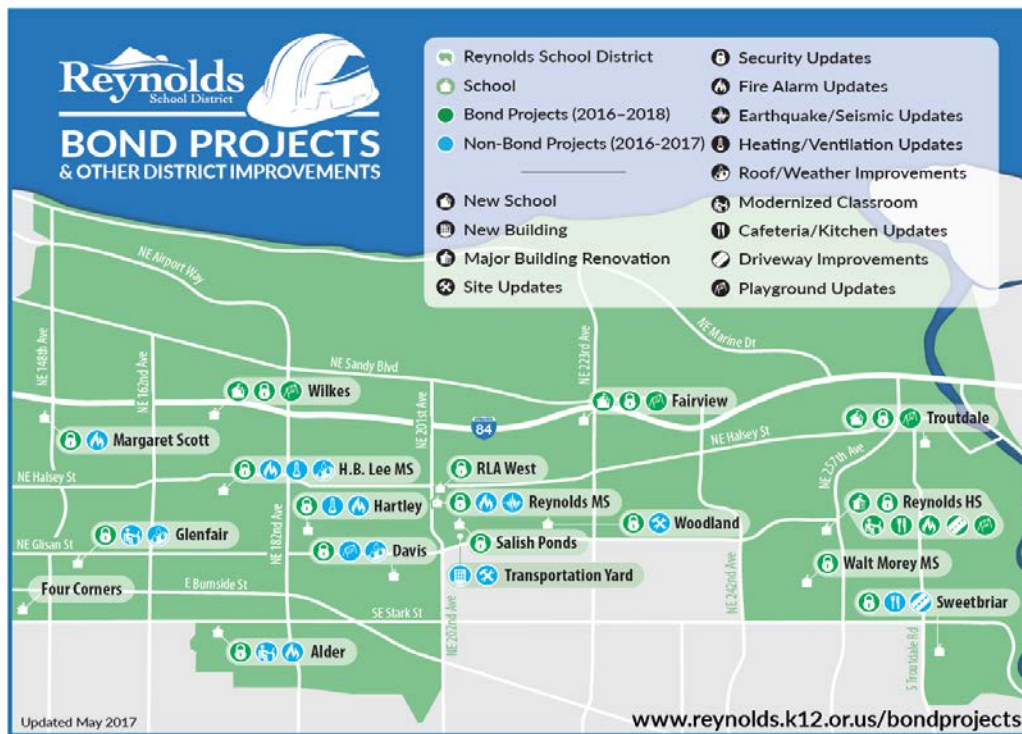 Reynolds
School District
BOND PROJECTS
& OTHER DISTRICT IMPROVEMENTS
Reynolds School District
School
Bond Projects (2016–2018)
Non-Bond Projects (2016-2017)
New School
New Building
Major Building Renovation
Site Updates
Security Updates
Fire Alarm Updates
Earthquake/Seismic Updates
Heating/Ventilation Updates
Roof/Weather Improvements
Modernized Classroom
Cafeteria/Kitchen Updates
Driveway Improvements
Playground Updates
NE Airport Way
NE Marine Dr
NE 148th Ave
NE 162nd Ave
NE Sandy Blvd
NE 201st Ave
NE 223rd Ave
Wilkes
Fairview
Troutdale
84
Margaret Scott
NE Halsey St
NE 257th Ave
NE Halsey St
H.B. Lee MS
RLA West
Hartley
Reynolds MS
Woodland
Reynolds HS
NE 182nd Ave
Glenfair
NE Glisan St
Davis
Salish Ponds
Walt Morey MS
Transportation Yard
NE 242nd Ave
Four Corners
E Burnside St
SE Stark St
NE 202nd Ave
Sweetbriar
S Troutdale Rd
Alder
Updated May 2017
www.reynolds.k12.or.us/bondprojects